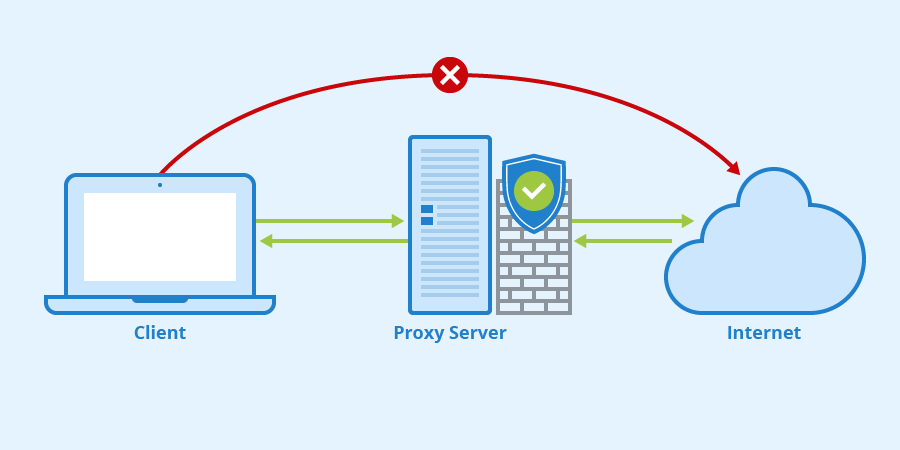 Client
Proxy Server
Internet